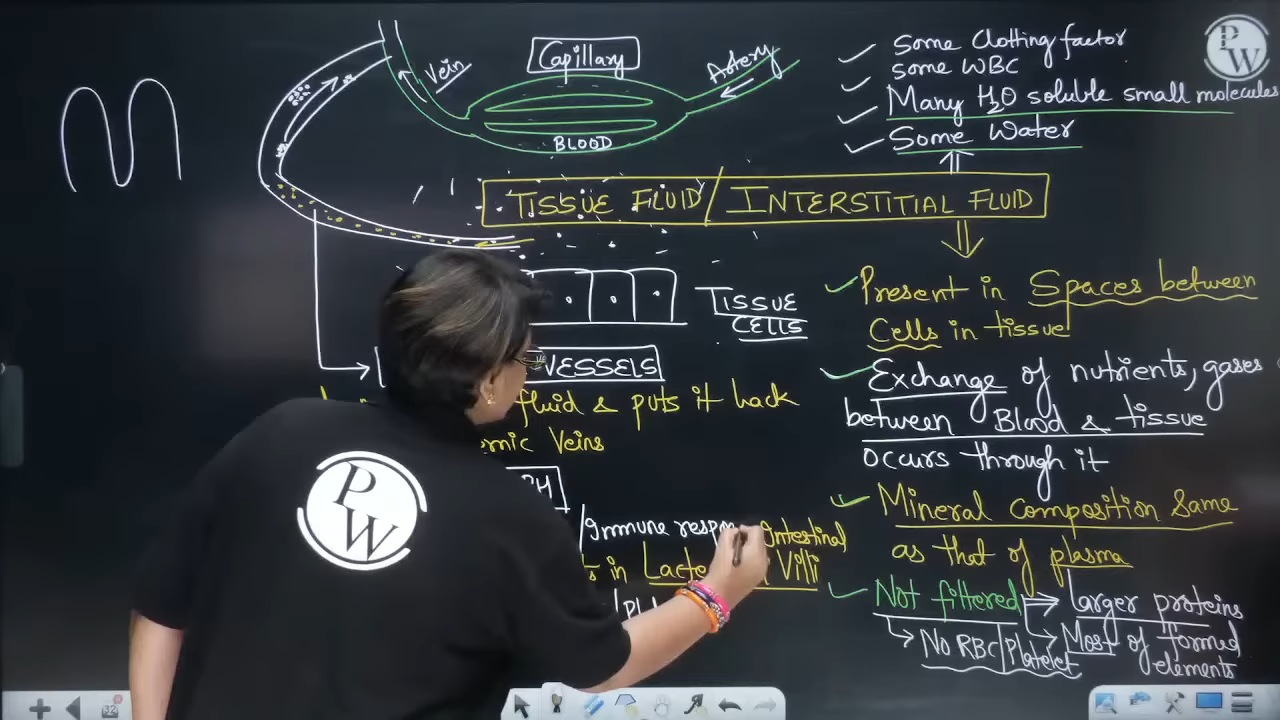 Capillary
Vein
Artery
BLOOD
Some Clotting factor
some WBC
Many H2O soluble small molecules
Some Water
P
W
TISSUE FLUID/INTERSTITIAL FLUID
Present in Spaces between
Cells in tissue
Exchange of nutrients, gases
between Blood & tissue
occurs through it
Mineral composition same
as that of plasma
Not filtered
Larger proteins
Most of formed
elements
No RBC/Platelet
TISSUE
CELLS
VESSELS
fluid & puts it back
Veins
/Immune
Intestinal
in
Villi
P
W
32